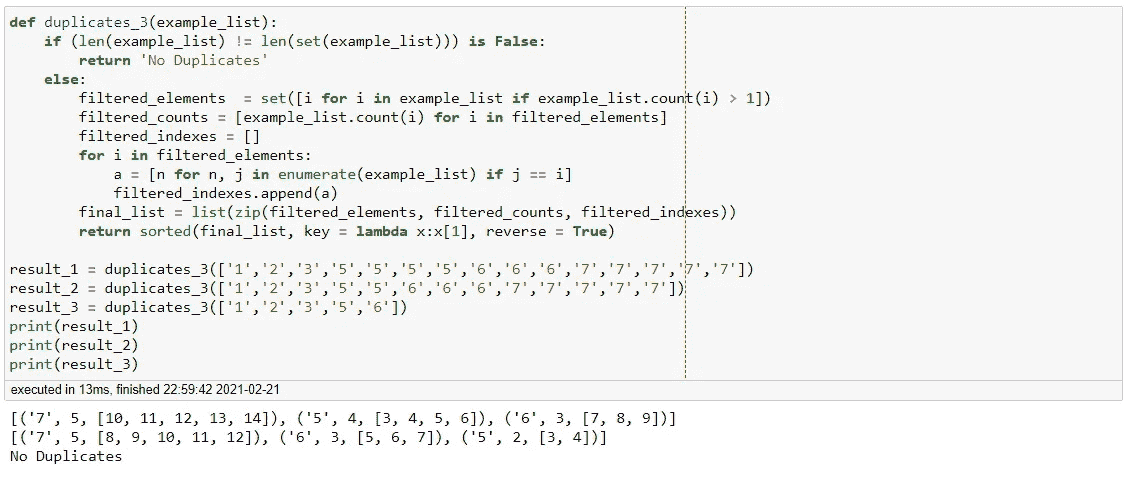 def duplicates_3(example_list):
    if (len(example_list) != len(set(example_list))) is False:
        return 'No Duplicates'
    else:
        filtered_elements  = set([i for i in example_list if example_list.count(i) > 1])
        filtered_counts = [example_list.count(i) for i in filtered_elements]
        filtered_indexes = []
        for i in filtered_elements:
            a = [n for n, j in enumerate(example_list) if j == i]
            filtered_indexes.append(a)
        final_list = list(zip(filtered_elements, filtered_counts, filtered_indexes))
        return sorted(final_list, key = lambda x:x[1], reverse = True)

result_1 = duplicates_3(['1','2','3','5','5','5','5','6','6','6','7','7','7','7','7'])
result_2 = duplicates_3(['1','2','3','5','5','6','6','6','7','7','7','7','7'])
result_3 = duplicates_3(['1','2','3','5','6'])
print(result_1)
print(result_2)
print(result_3)
executed in 13ms, finished 22:59:42 2021-02-21
[('7', 5, [10, 11, 12, 13, 14]), ('5', 4, [3, 4, 5, 6]), ('6', 3, [7, 8, 9])]
[('7', 5, [8, 9, 10, 11, 12]), ('6', 3, [5, 6, 7]), ('5', 2, [3, 4])]
No Duplicates